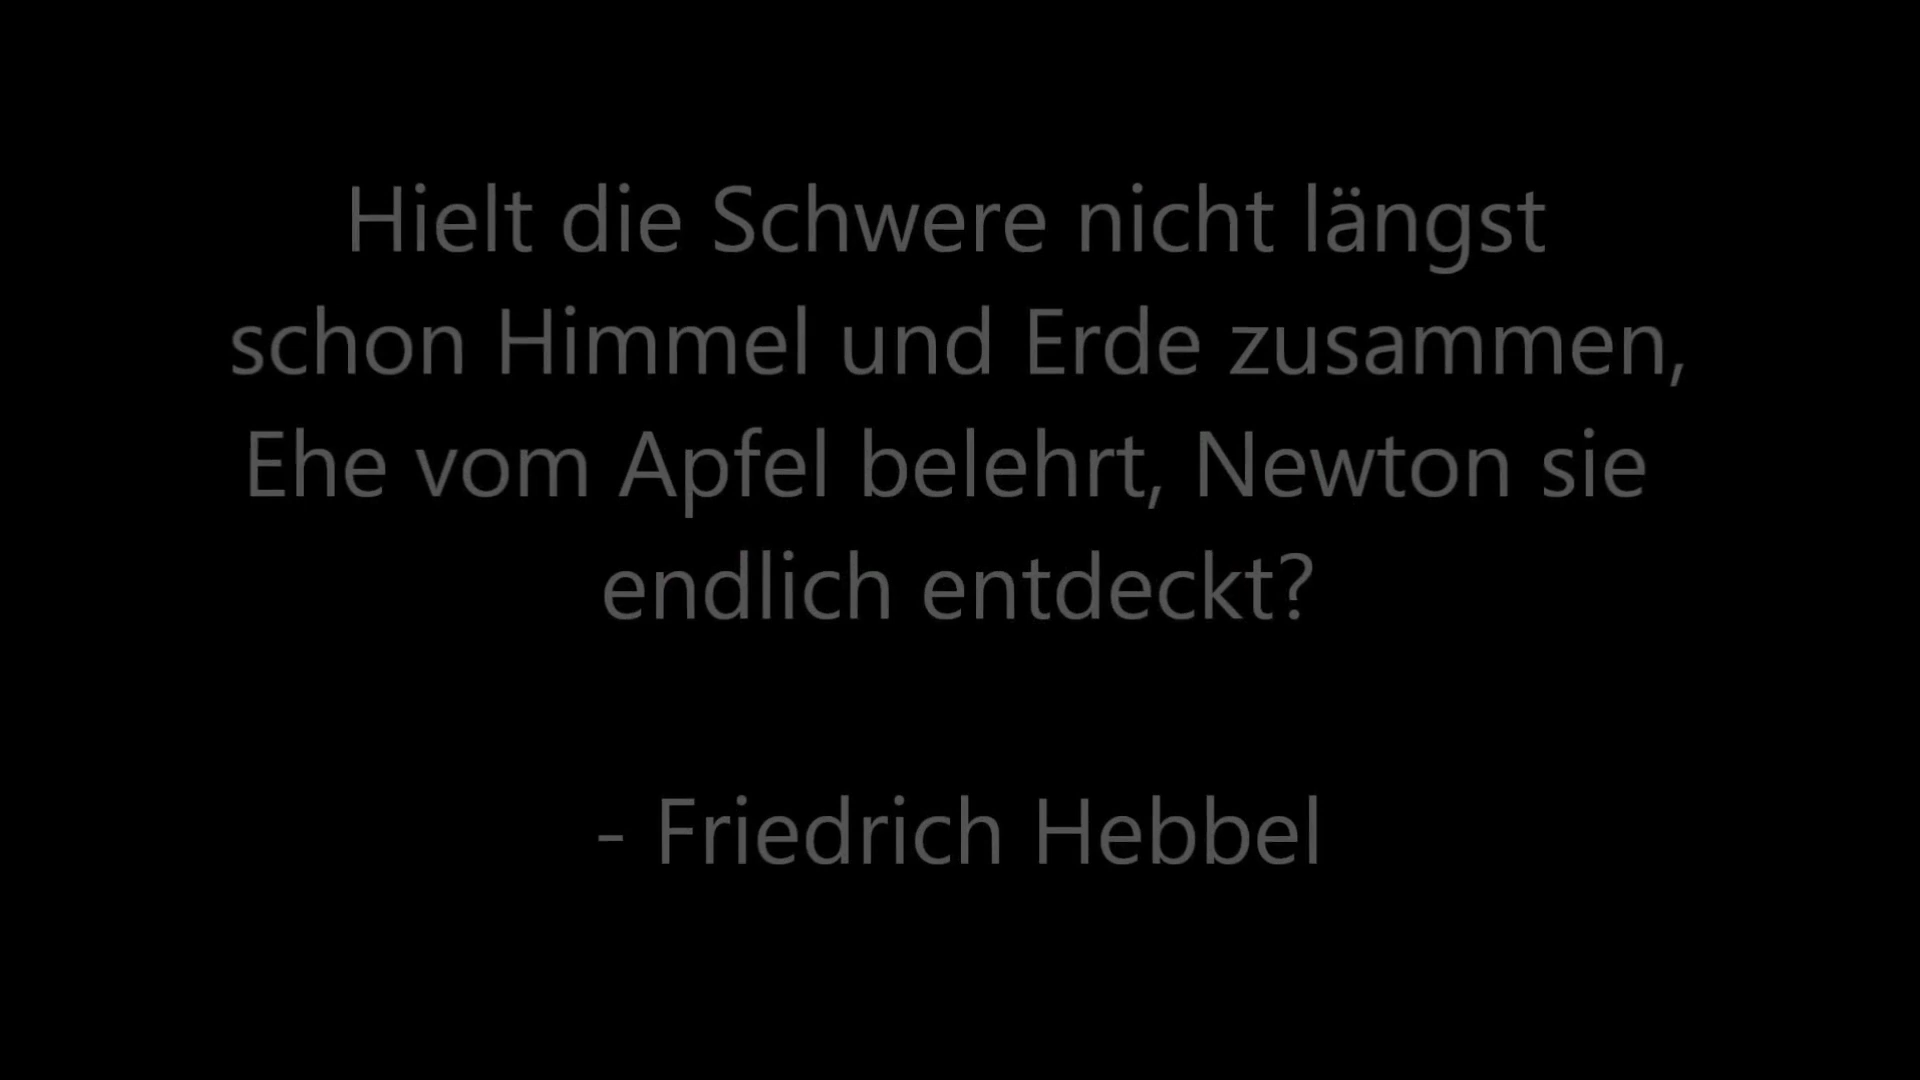 Hielt die Schwere nicht längst
schon Himmel und Erde zusammen,
Ehe vom Apfel belehrt, Newton sie
endlich entdeckt?
- Friedrich Hebbel